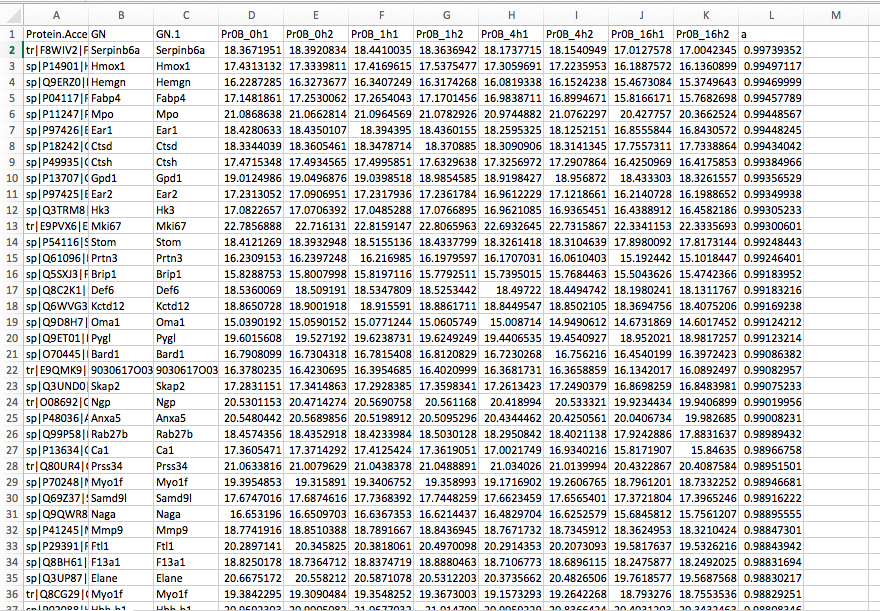 A B C D E F G H I J K L M
1 Protein.Acce GN GN.1 Pr0B_0h1 Pr0B_0h2 Pr0B_1h1 Pr0B_1h2 Pr0B_4h1 Pr0B_4h2 Pr0B_16h1 Pr0B_16h2 a
2 tr|F8WIV2|F Serpinb6a Serpinb6a 18.3671951 18.3920834 18.4410035 18.3636942 18.1737715 18.1540949 17.0127578 17.0042345 0.99739352
3 sp|P14901|H Hmox1 Hmox1 17.4313132 17.3339811 17.4169615 17.5375477 17.3059691 17.2235953 16.1887572 16.1360899 0.99497117
4 sp|Q9ERZ0| Hemgn Hemgn 16.2287285 16.3273677 16.3407249 16.3174268 16.0819338 16.1524238 15.4673084 15.3749643 0.99469999
5 sp|P04117|F Fabp4 Fabp4 17.1481861 17.2530062 17.2654043 17.1701456 16.9838711 16.8994671 15.8166171 15.7682698 0.99457789
6 sp|P11247|F Mpo Mpo 21.0868638 21.0662814 21.0964569 21.0782926 20.9744882 21.0762297 20.427757 20.3662524 0.99448567
7 sp|P97426|E Ear1 Ear1 18.4280633 18.4350107 18.394395 18.4360155 18.2595325 18.1252151 16.8555844 16.8430572 0.99448245
8 sp|P18242|C Ctsd Ctsd 18.3344039 18.3605461 18.3478714 18.370885 18.3090906 18.3141345 17.7557311 17.7338864 0.99434042
9 sp|P49935|C Ctsh Ctsh 17.4715348 17.4934565 17.4995851 17.6329638 17.3256972 17.2907864 16.4250969 16.4175853 0.99384966
10 sp|P13707|C Gpd1 Gpd1 19.0124986 19.0496876 19.0398518 18.9854585 18.9198427 18.956872 18.433303 18.3261557 0.99356529
11 sp|P97425|E Ear2 Ear2 17.2313052 17.0906951 17.2317936 17.2361784 16.9612229 17.1218661 16.2140728 16.1988652 0.99349938
12 sp|Q3TRM8 Hk3 Hk3 17.0822657 17.0706392 17.0485288 17.0766895 16.9621085 16.9365451 16.4388912 16.4582186 0.99305233
13 tr|E9PVX6|E Mki67 Mki67 22.7856888 22.716131 22.8159147 22.8065963 22.6932645 22.7315867 22.3341153 22.3335693 0.99300601
14 sp|P54116|S Stom Stom 18.4121269 18.3932948 18.5155136 18.4337799 18.3261418 18.3104639 17.8980092 17.8173144 0.99248443
15 sp|Q61096| Prtn3 Prtn3 16.2309153 16.2397248 16.216985 16.1979597 16.1707031 16.0610403 15.192442 15.1018447 0.99246401
16 sp|Q5SXJ3|F Brip1 Brip1 15.8288753 15.8007998 15.8197116 15.7792511 15.7395015 15.7684463 15.5043626 15.4742366 0.99183952
17 sp|Q8C2K1| Def6 Def6 18.5360069 18.509191 18.5347809 18.5253442 18.49722 18.4494742 18.1980241 18.1311767 0.99183216
18 sp|Q6WVG3 Kctd12 Kctd12 18.8650728 18.9001918 18.915591 18.8861711 18.8449547 18.8502105 18.3694756 18.4075206 0.99169238
19 sp|Q9D8H7| Oma1 Oma1 15.0390192 15.0590152 15.0771244 15.0605749 15.008714 14.9490612 14.6731869 14.6017452 0.99124212
20 sp|Q9ET01| Pygl Pygl 19.6015608 19.527192 19.6238731 19.6249249 19.4406535 19.4540927 18.952021 18.9817257 0.99123214
21 sp|O70445| Bard1 Bard1 16.7908099 16.7304318 16.7815408 16.8120829 16.7230268 16.756216 16.4540199 16.3972423 0.99086382
22 tr|E9QMK9| 9030617O03 9030617O03 16.3780235 16.4230695 16.3954685 16.4020999 16.3681731 16.3658859 16.1342017 16.0892497 0.99082957
23 sp|Q3UND0 Skap2 Skap2 17.2831151 17.3414863 17.2928385 17.3598341 17.2613423 17.2490379 16.8698259 16.8483981 0.99075233
24 tr|O08692|C Ngp Ngp 20.5301153 20.4714274 20.5690758 20.561168 20.418994 20.533321 19.9234434 19.9406899 0.99019956
25 sp|P48036|A Anxa5 Anxa5 20.5480442 20.5689856 20.5198912 20.5095296 20.4344462 20.4250561 20.0406734 19.982685 0.99008231
26 sp|Q99P58| Rab27b Rab27b 18.4574356 18.4352918 18.4233984 18.5030128 18.2950842 18.4021138 17.9242886 17.8831637 0.98989432
27 sp|P13634|C Ca1 Ca1 17.3605471 17.3714292 17.4125424 17.3619051 17.0021749 16.9340216 15.8171907 15.84635 0.98966758
28 tr|Q80UR4| Prss34 Prss34 21.0633816 21.0079629 21.0438378 21.0488891 21.034026 21.0139994 20.4322867 20.4087584 0.98951501
29 sp|P70248| Myo1f Myo1f 19.3954853 19.315891 19.3406752 19.358993 19.1716902 19.2606765 18.7961201 18.7332252 0.98946681
30 sp|Q69Z37| Samd9l Samd9l 17.6747016 17.6874616 17.7368392 17.7448259 17.6623459 17.6565401 17.3721804 17.3965246 0.98916222
31 sp|Q9QWR8 Naga Naga 16.653196 16.6509703 16.6367353 16.6214437 16.4829704 16.6252579 15.6845812 15.7561207 0.98895555
32 sp|P41245|M Mmp9 Mmp9 18.7741916 18.8510388 18.7891667 18.8436945 18.7671732 18.7345912 18.3624953 18.3210424 0.98847301
33 sp|P29391|F Ftl1 Ftl1 20.2897141 20.345825 20.3818061 20.4970098 20.2914353 20.2073093 19.5817637 19.5326216 0.98843942
34 sp|Q8BH61| F13a1 F13a1 18.8250178 18.7364712 18.8374719 18.8880463 18.7106773 18.6896115 18.2475877 18.2492025 0.98831694
35 sp|Q3UP87| Elane Elane 20.6675172 20.558212 20.5871078 20.5312203 20.3735662 20.4826506 19.7618579 19.5687568 0.98830217
36 tr|Q8CG29| Myo1f Myo1f 19.3842295 19.3090484 19.3548252 19.3673003 19.1573293 19.2642368 18.793276 18.7553536 0.98829251